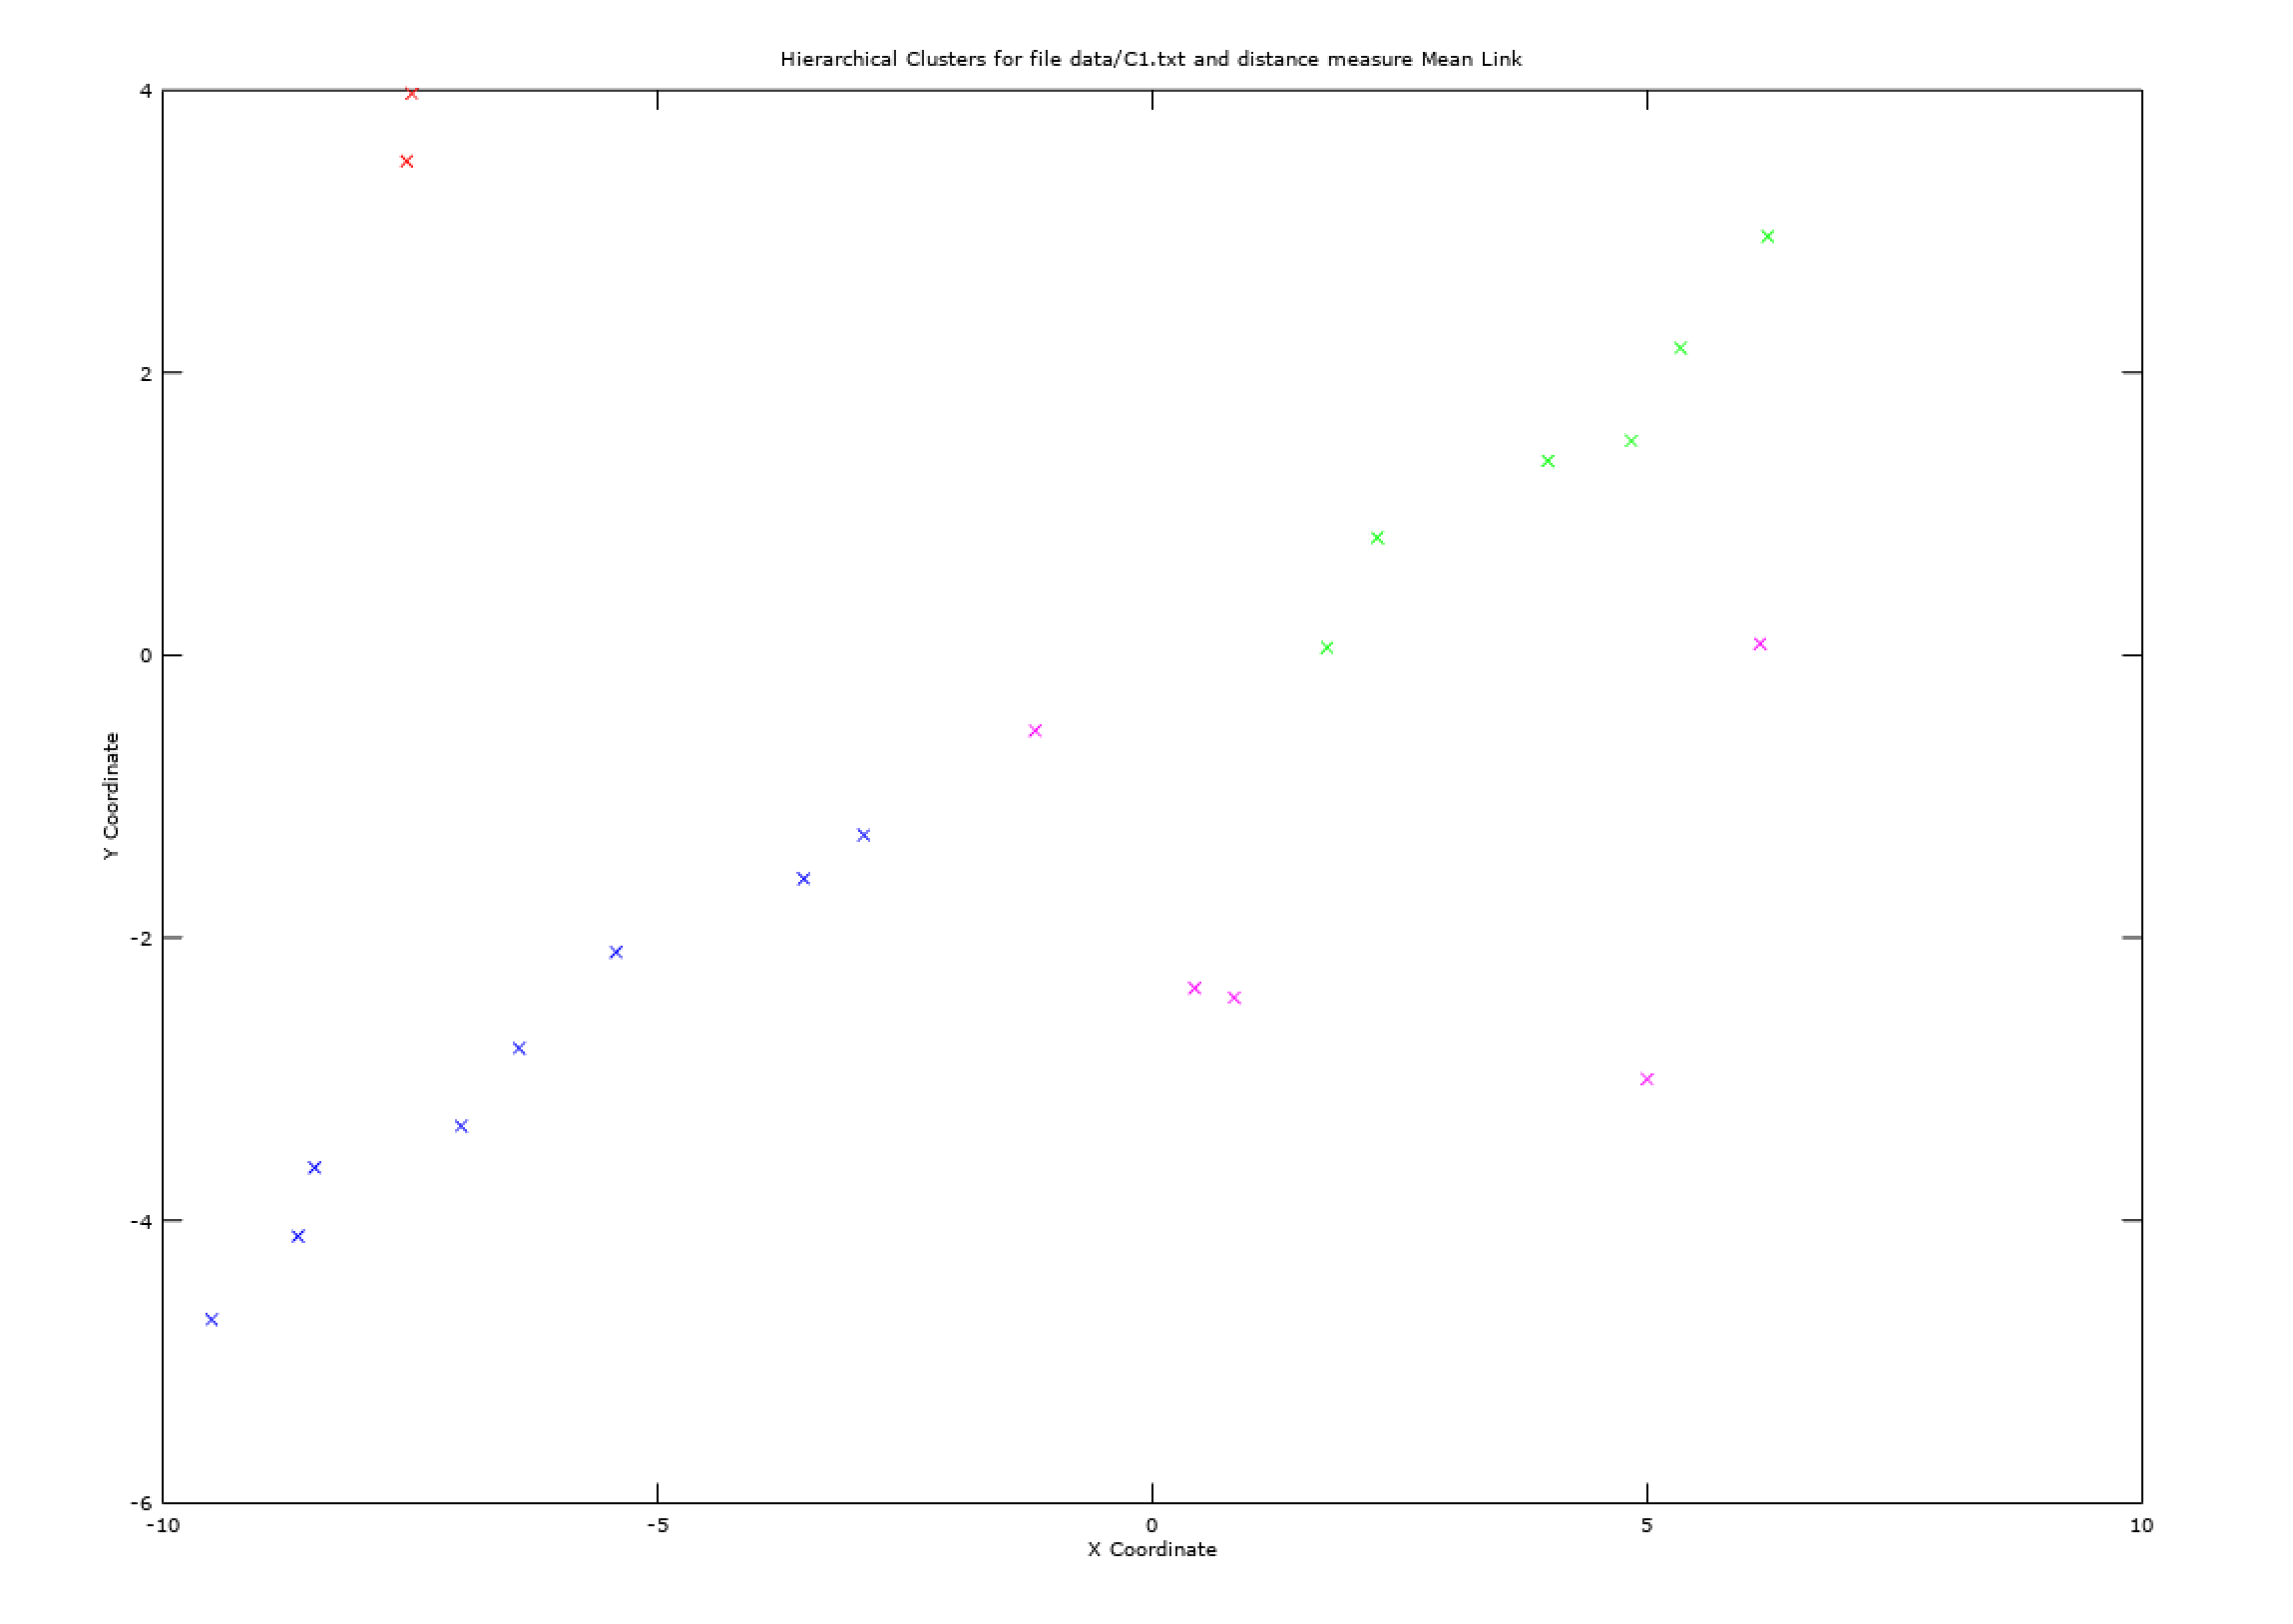 Hierarchical Clusters for file data/C1.txt and distance measure Mean Link
4
2
0
-2
-4
-6
Y Coordinate
-10 -5 0 5 10
X Coordinate